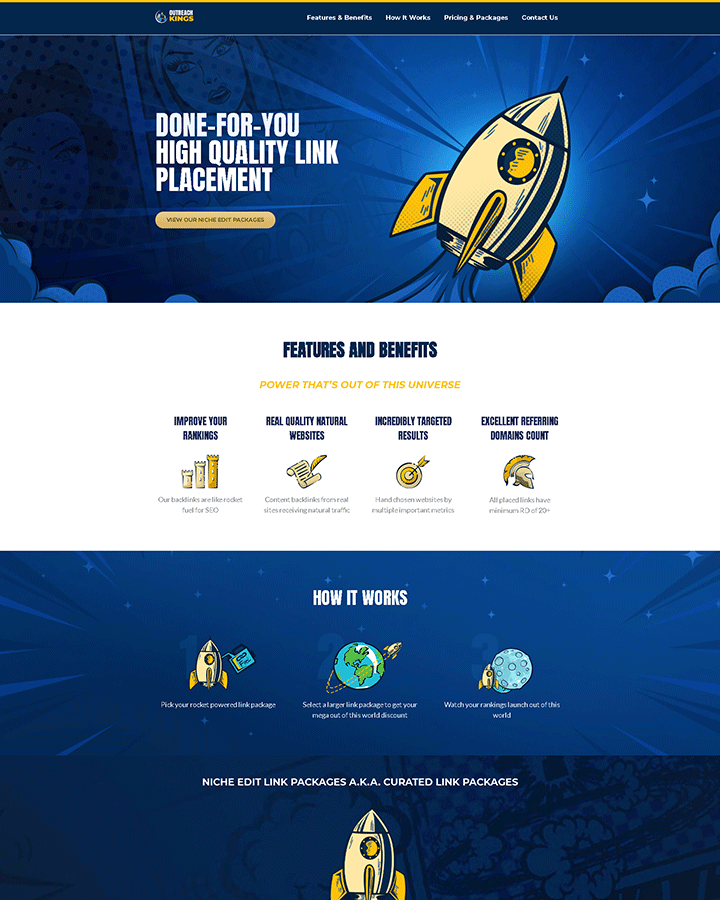 OUTREACH
KINGS
Features & Benefits How It Works Pricing & Packages Contact Us
DONE-FOR-YOU
HIGH QUALITY LINK
PLACEMENT
VIEW OUR NICHE EDIT PACKAGES
FEATURES AND BENEFITS
POWER THAT'S OUT OF THIS UNIVERSE
IMPROVE YOUR
RANKINGS
Our backlinks are like rocket
fuel for SEO
REAL QUALITY NATURAL
WEBSITES
Content backlinks from real
sites receiving natural traffic
INCREDIBLY TARGETED
RESULTS
Hand chosen websites by
multiple important metrics
EXCELLENT REFERRING
DOMAINS COUNT
All placed links have
minimum RD of 20+
HOW IT WORKS
1
Pick your rocket powered link package
2
Select a larger link package to get your
mega out of this world discount
3
Watch your rankings launch out of this
world
NICHE EDIT LINK PACKAGES A.K.A. CURATED LINK PACKAGES